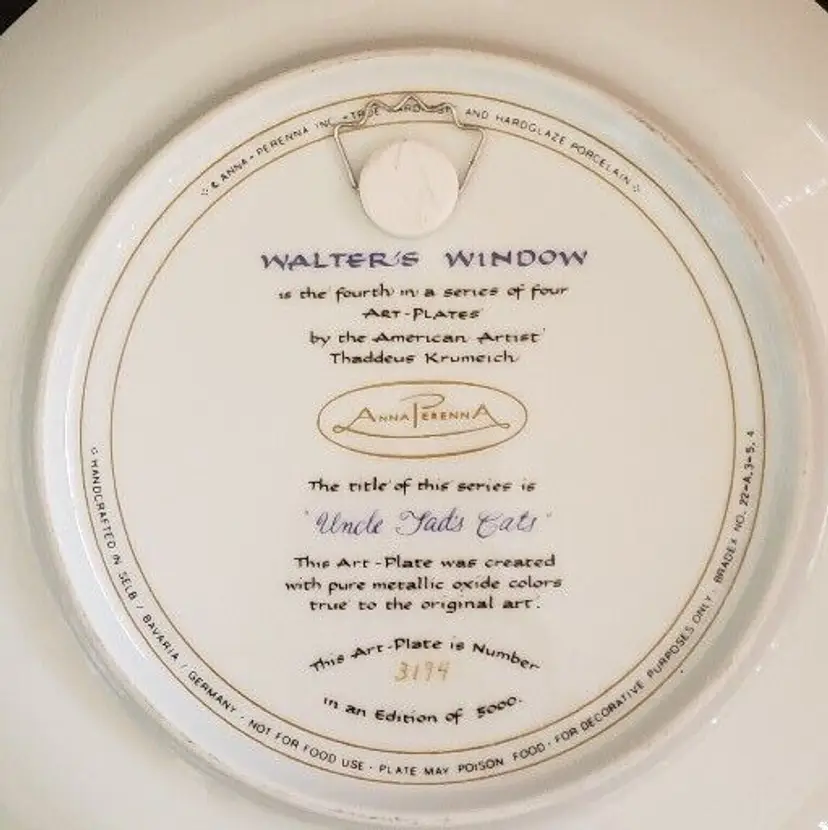 © ANNA-PERENNA INC. - TRUE HARD PASTE AND HARDGLAZE PORCELAIN
WALTER'S WINDOW
is the fourth in a series of four
ART-PLATES
by the American Artist
Thaddeus Krumeich
ANNA PERENNA
The title of this series is
"Uncle Tad's Cats"
This Art-Plate was created
with pure metallic oxide colors
true to the original art.
This Art-Plate is Number
3194
in an Edition of 5000.
HANDCRAFTED IN SELB / BAVARIA / GERMANY · NOT FOR FOOD USE · PLATE MAY POISON FOOD · FOR DECORATIVE PURPOSES ONLY · BRADEX NO. 22-A.3-5.4